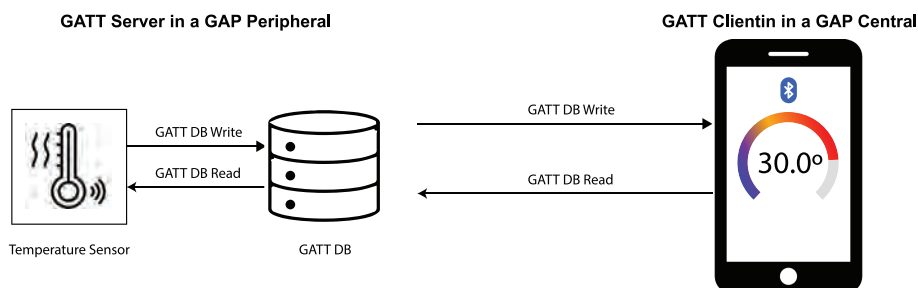 GATT Server in a GAP Peripheral
GATT Clientin in a GAP Central
GATT DB Write
GATT DB Read
GATT DB Write
GATT DB Read
30.0º
Temperature Sensor
GATT DB